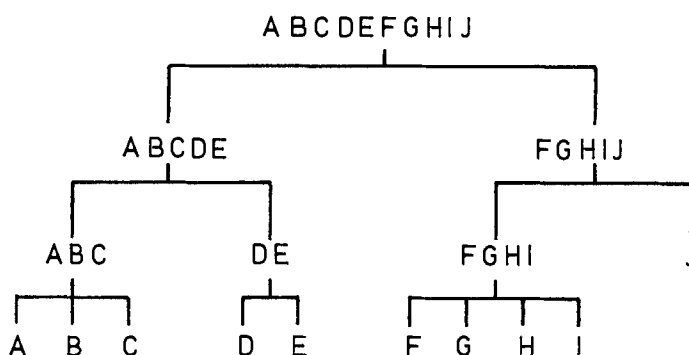 ABCDEFGHIJ
ABCDE FGHIJ
ABC DE FGHI J
A B C D E F G H I